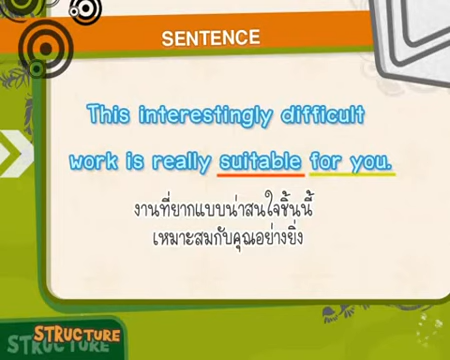 SENTENCE
This interestingly difficult
work is really suitable for you.
งานที่ยากแบบน่าสนใจชิ้นนี้
เหมาะสมกับคุณอย่างยิ่ง
STRUCTURE
STRUCTURE